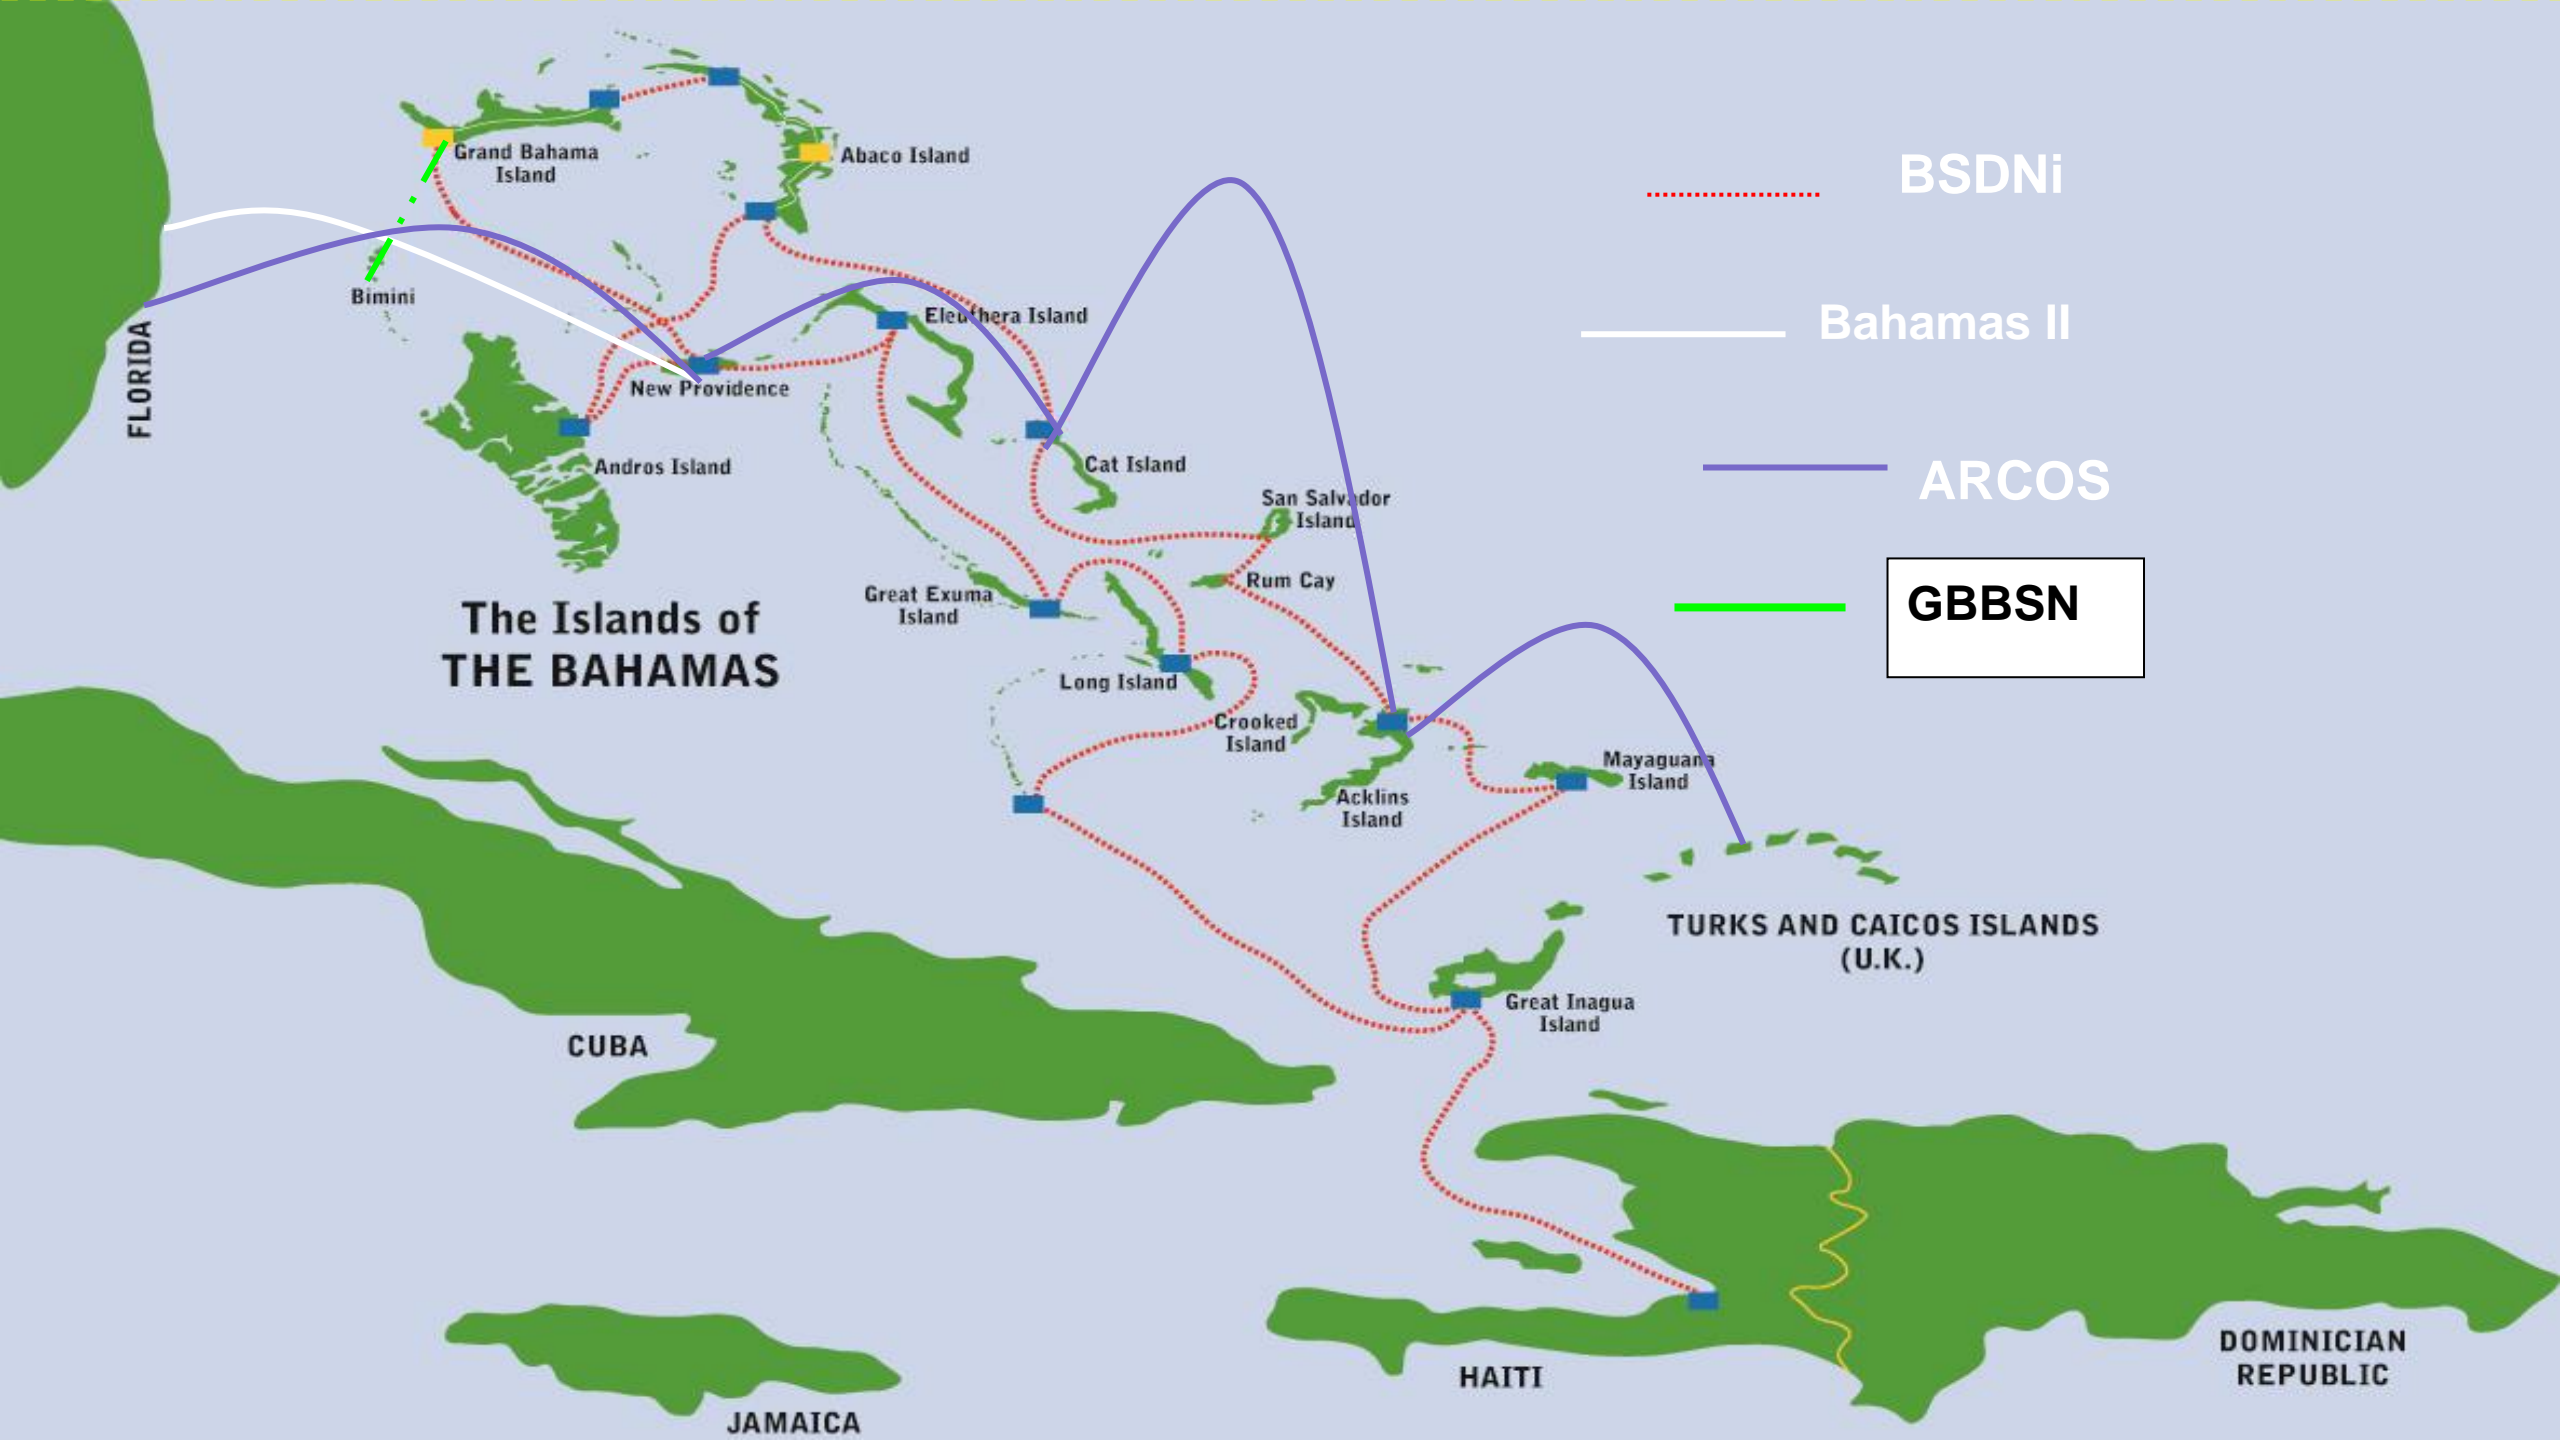 BSDNi
Grand Bahama
Island
Abaco Island
Bahamas II
Bimini
Eleuthera Island
FLORIDA
New Providence
ARCOS
Andros Island
Cat Island
San Salvador
Island
GBBSN
Rum Cay
Great Exuma
Island
The Islands of
THE BAHAMAS
Long Island
Crooked
Island
Mayaguana
Island
Acklins
Island
TURKS AND CAICOS ISLANDS
(U.K.)
Great Inagua
Island
CUBA
DOMINICIAN
REPUBLIC
HAITI
JAMAICA